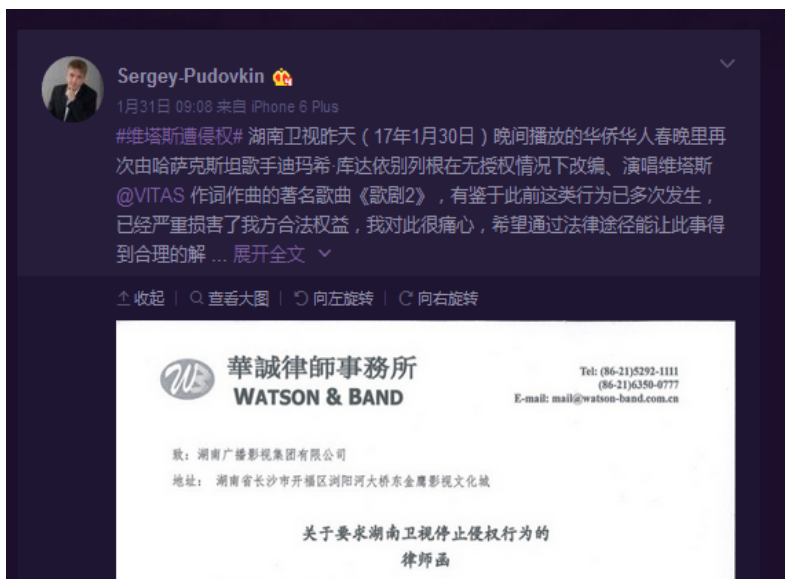 Sergey-Pudovkin
1月31日 09:08 来自 iPhone 6 Plus
#维塔斯遭侵权# 湖南卫视昨天（17年1月30日）晚间播放的华侨华人春晚里再
次由哈萨克斯坦歌手迪玛希·库达依别列根在无授权情况下改编、演唱维塔斯
@VITAS 作词作曲的著名歌曲《歌剧2》，有鉴于此前这类行为已多次发生，
已经严重损害了我方合法权益，我对此很痛心，希望通过法律途径能让此事得
到合理的解 ... 展开全文
收起 查看大图 向左旋转 向右旋转
WB 華誠律師事務所
WATSON & BAND
Tel: (86-21)5292-1111
(86-21)6350-0777
E-mail: mail@watson-band.com.cn
致：湖南广播影视集团有限公司
地址： 湖南省长沙市开福区浏阳河大桥东金鹰影视文化城
关于要求湖南卫视停止侵权行为的
律师函